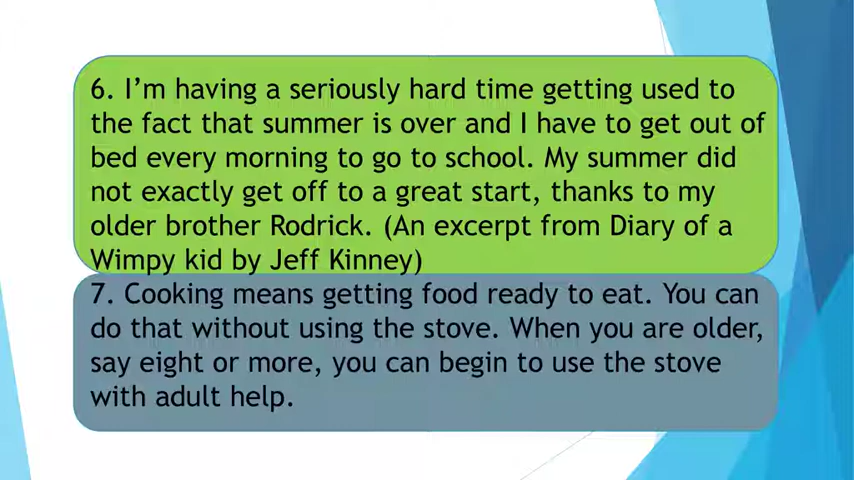 6. I’m having a seriously hard time getting used to
the fact that summer is over and I have to get out of
bed every morning to go to school. My summer did
not exactly get off to a great start, thanks to my
older brother Rodrick. (An excerpt from Diary of a
Wimpy kid by Jeff Kinney)
7. Cooking means getting food ready to eat. You can
do that without using the stove. When you are older,
say eight or more, you can begin to use the stove
with adult help.